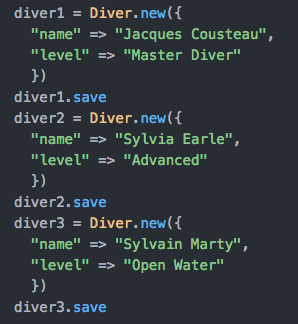 diver1 = Diver.new({
  "name" => "Jacques Cousteau",
  "level" => "Master Diver"
  })
diver1.save
diver2 = Diver.new({
  "name" => "Sylvia Earle",
  "level" => "Advanced"
  })
diver2.save
diver3 = Diver.new({
  "name" => "Sylvain Marty",
  "level" => "Open Water"
  })
diver3.save